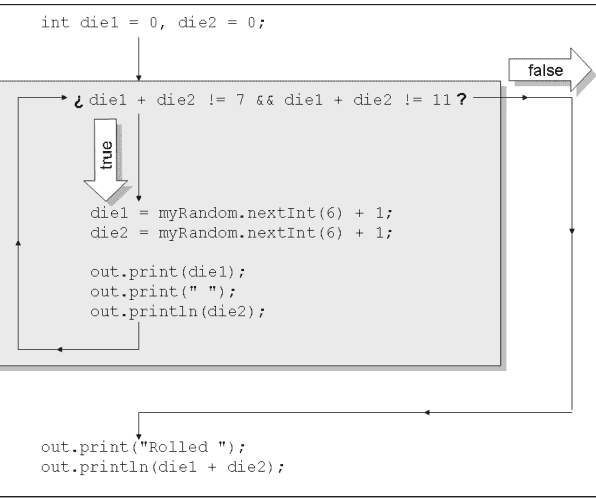 int die1 = 0, die2 = 0;
false
¿ die1 + die2 != 7 && die1 + die2 != 11 ?
true
die1 = myRandom.nextInt(6) + 1;
die2 = myRandom.nextInt(6) + 1;
out.print(die1);
out.print(" ");
out.println(die2);
out.print("Rolled ");
out.println(die1 + die2);